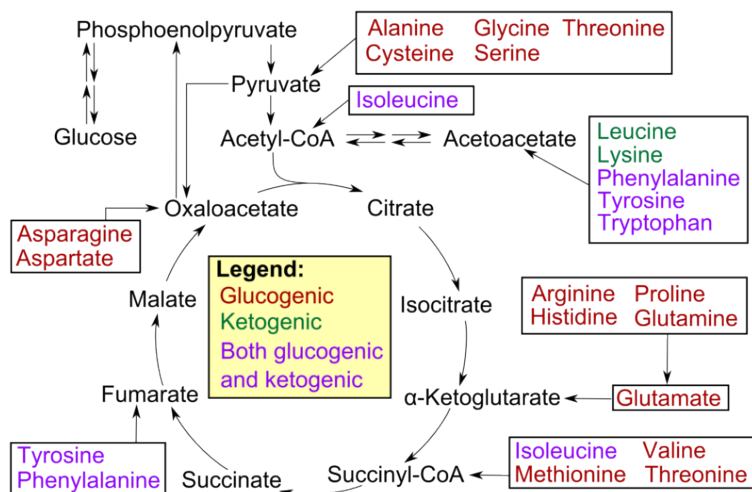 Phosphoenolpyruvate
Alanine Glycine Threonine
Cysteine Serine
Pyruvate
Isoleucine
Glucose
Acetyl-CoA
Acetoacetate
Leucine
Lysine
Phenylalanine
Tyrosine
Tryptophan
Oxaloacetate
Citrate
Asparagine
Aspartate
Legend:
Glucogenic
Ketogenic
Both glucogenic
and ketogenic
Malate
Isocitrate
Arginine Proline
Histidine Glutamine
Fumarate
α-Ketoglutarate
Glutamate
Tyrosine
Phenylalanine
Succinate
Succinyl-CoA
Isoleucine Valine
Methionine Threonine